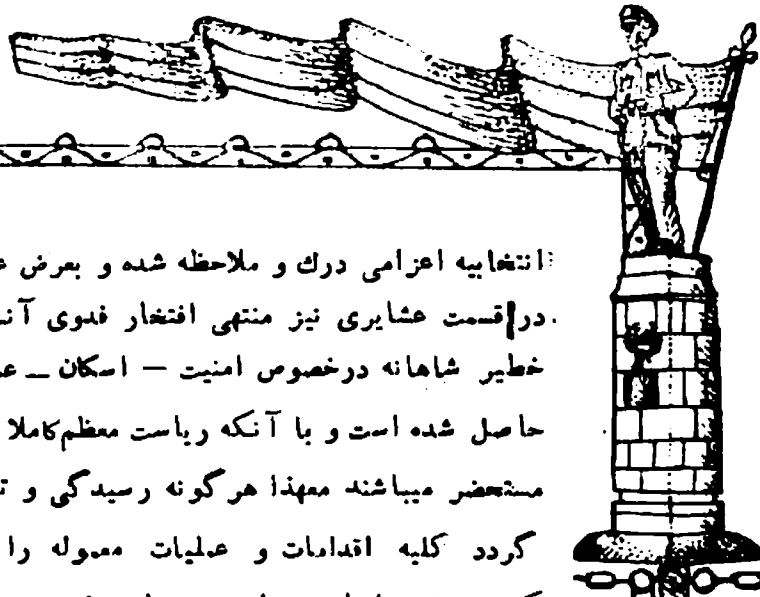 انتخابیه اعزامی درك و ملاحظه شده و بعرض
در قسمت عشایری نیز منتهی افتخار فدوی
خطیر شاهانه درخصوص امنیت — اسکان —
حاصل شده است و با آنکه ریاست معظم کاملا
مستحضر میباشند معهذا هرگونه رسیدگی و
گردد کلیه اقدامات و عملیات معموله را